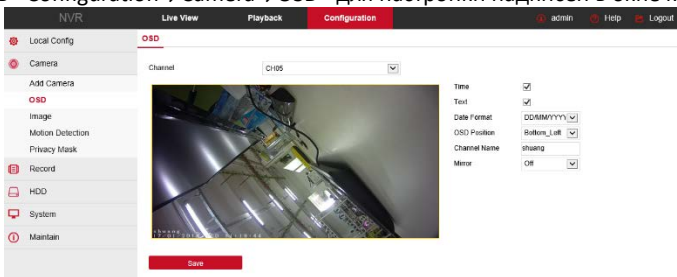 Configuration → Camera → OSD - для настройки надписей в окне
NVR Live View Playback Configuration admin Help Logout
Local Config
Camera
Add Camera
OSD
Image
Motion Detection
Privacy Mask
Record
HDD
System
Maintain
OSD
Channel CH05
shuang
Time
Text
Date Format DD/MM/YYYY
OSD Position Bottom_Left
Channel Name shuang
Mirror Off
Save